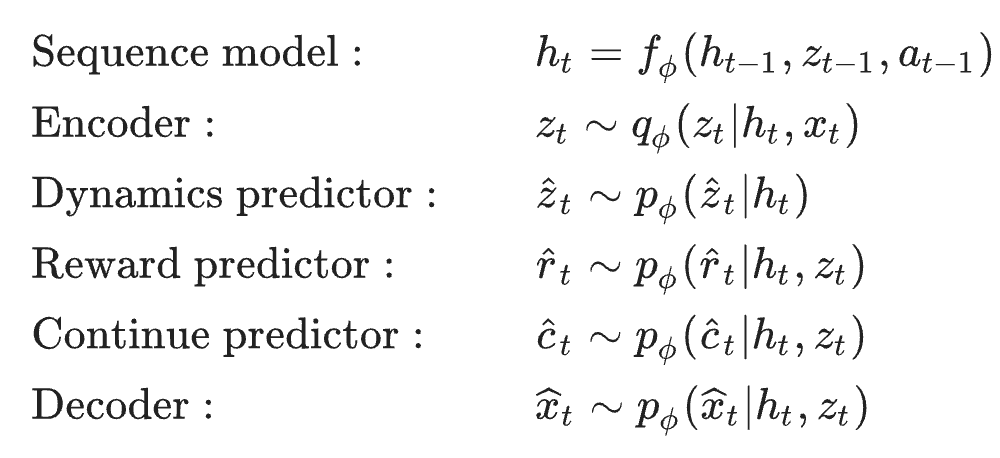 Sequence model : h_t = f_ϕ(h_{t−1}, z_{t−1}, a_{t−1})
Encoder : z_t ∼ q_ϕ(z_t|h_t, x_t)
Dynamics predictor : ẑ_t ∼ p_ϕ(ẑ_t|h_t)
Reward predictor : r̂_t ∼ p_ϕ(r̂_t|h_t, z_t)
Continue predictor : ĉ_t ∼ p_ϕ(ĉ_t|h_t, z_t)
Decoder : x̂_t ∼ p_ϕ(x̂_t|h_t, z_t)